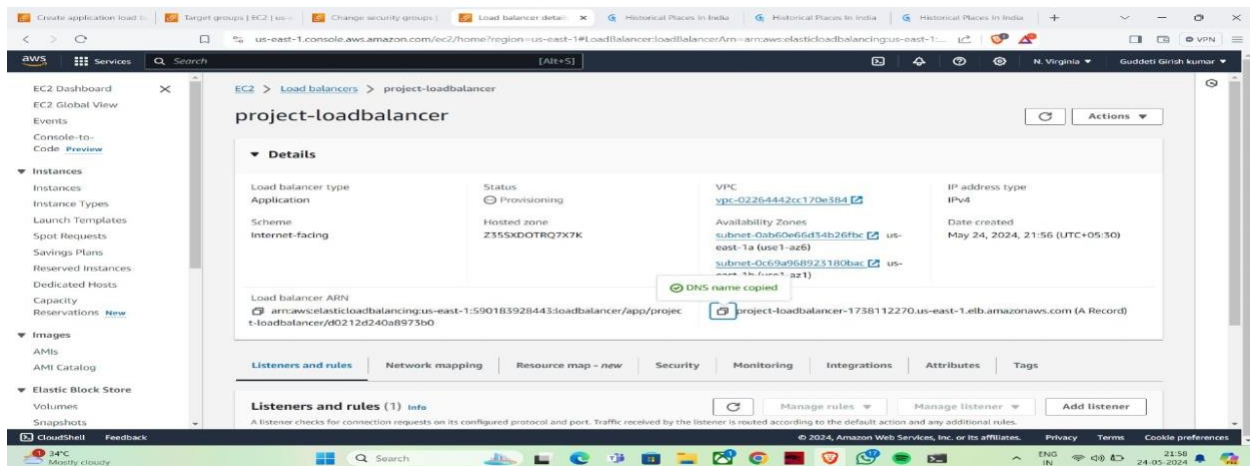 Create application load b
Target groups | EC2 | us-e
Change security groups |
Load balancer detail
Historical Places in India
Historical Places in India
Historical Places in India
us-east-1.console.aws.amazon.com/ec2/home?region=us-east-1#LoadBalancer:loadBalancerArn=arn:aws:elasticloadbalancing:us-east-1:...
VPN
aws Services Search [Alt+S] N. Virginia Guddeti Girish kumar
EC2 Dashboard
EC2 Global View
Events
Console-to-
Code Preview
Instances
Instances
Instance Types
Launch Templates
Spot Requests
Savings Plans
Reserved Instances
Dedicated Hosts
Capacity
Reservations New
Images
AMIs
AMI Catalog
Elastic Block Store
Volumes
Snapshots
EC2 > Load balancers > project-loadbalancer
project-loadbalancer
Actions
Details
Load balancer type
Application
Status
Provisioning
VPC
vpc-02264442cc170e384
IP address type
IPv4
Scheme
Internet-facing
Hosted zone
Z35SXDOTRQ7X7K
Availability Zones
subnet-0ab60e66d34b26fbc us-
east-1a (use1-az6)
subnet-0c69a968923180bac us-
east-1b (use1-az1)
Date created
May 24, 2024, 21:56 (UTC+05:30)
DNS name copied
Load balancer ARN
arn:aws:elasticloadbalancing:us-east-1:590183928443:loadbalancer/app/projec
t-loadbalancer/d0212d240a8973b0
project-loadbalancer-1738112270.us-east-1.elb.amazonaws.com (A Record)
Listeners and rules Network mapping Resource map - new Security Monitoring Integrations Attributes Tags
Listeners and rules (1) Info
Manage rules Manage listener Add listener
A listener checks for connection requests on its configured protocol and port. Traffic received by the listener is routed according to the default action and any additional rules.
CloudShell Feedback © 2024, Amazon Web Services, Inc. or its affiliates. Privacy Terms Cookie preferences
34°C
Mostly cloudy
Search
ENG
IN
21:58
24-05-2024